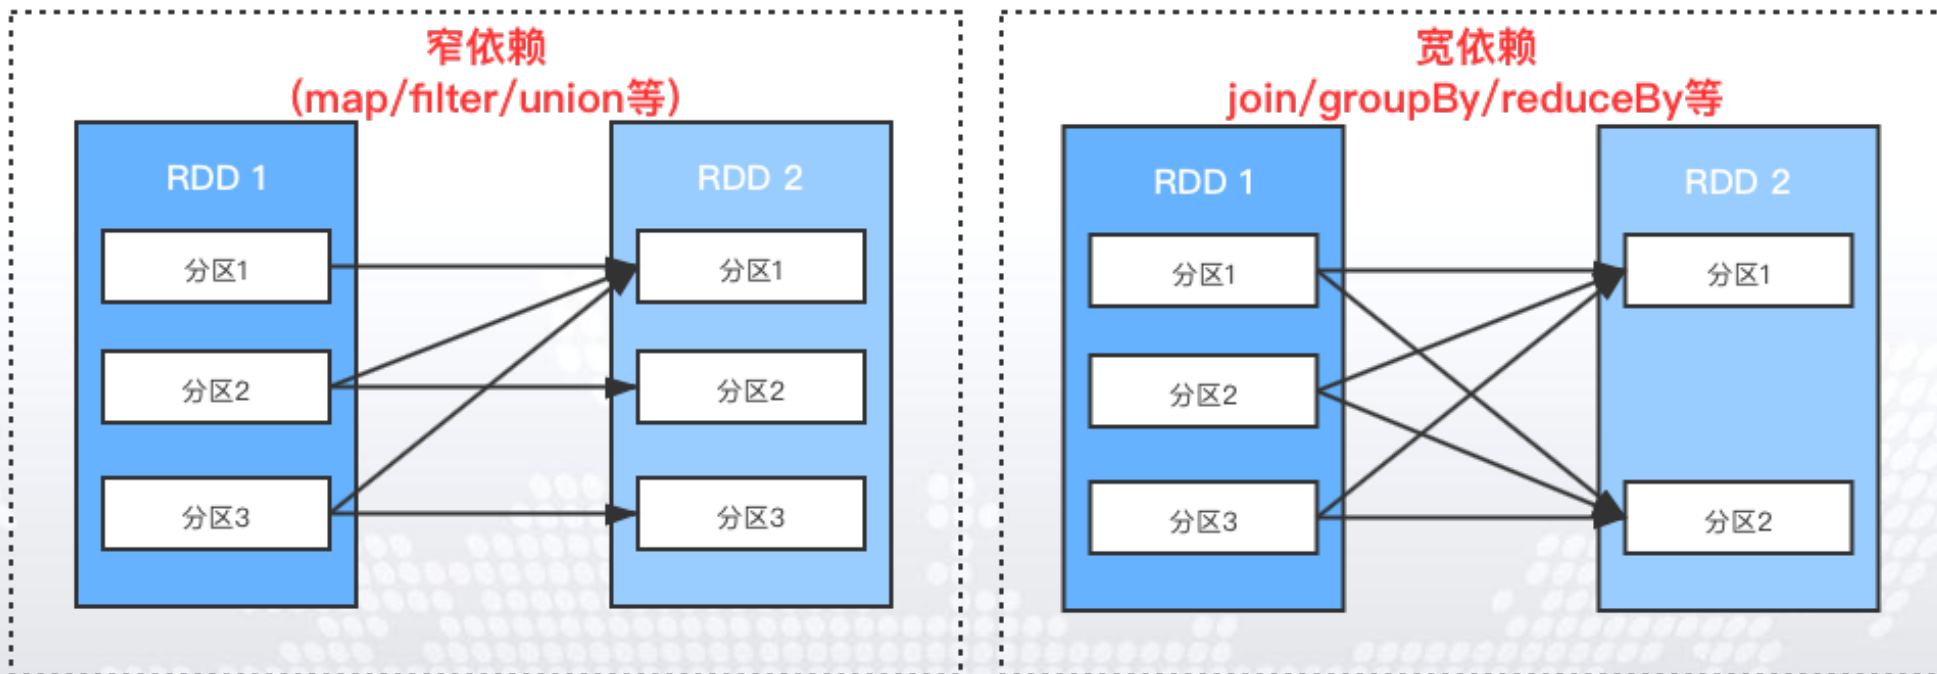 窄依赖
(map/filter/union等)
RDD 1
RDD 2
分区1
分区1
分区2
分区2
分区3
分区3
宽依赖
join/groupBy/reduceBy等
RDD 1
RDD 2
分区1
分区1
分区2
分区3
分区2